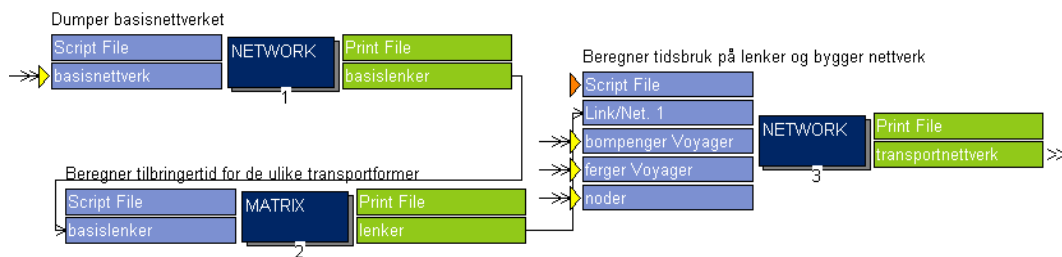 Dumper basisnettverket
Script File
NETWORK
Print File
basisnettverk
basislenker
1
Beregner tilbringertid for de ulike transportformer
Script File
MATRIX
Print File
basislenker
lenker
2
Beregner tidsbruk på lenker og bygger nettverk
Script File
Link/Net. 1
NETWORK
Print File
bompenger Voyager
transportnettverk
ferger Voyager
3
noder